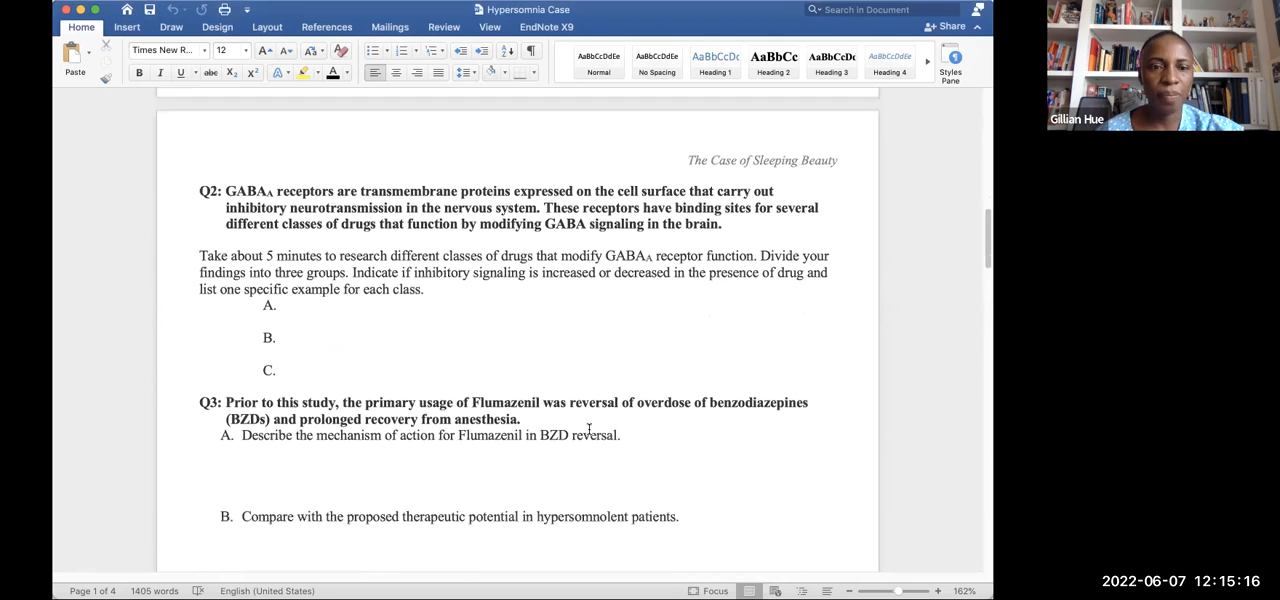 Hypersomnia Case
Search in Document
Home Insert Draw Design Layout References Mailings Review View EndNote X9
Share
Paste
Times New R... 12
AaBbCcDdEe AaBbCcDdEe AaBbCcDc AaBbCc AaBbCcDc AaBbCcDdEe
Normal No Spacing Heading 1 Heading 2 Heading 3 Heading 4
Styles
Pane
Gillian Hue
The Case of Sleeping Beauty
Q2: GABAA receptors are transmembrane proteins expressed on the cell surface that carry out
inhibitory neurotransmission in the nervous system. These receptors have binding sites for several
different classes of drugs that function by modifying GABA signaling in the brain.
Take about 5 minutes to research different classes of drugs that modify GABAA receptor function. Divide your
findings into three groups. Indicate if inhibitory signaling is increased or decreased in the presence of drug and
list one specific example for each class.
A.
B.
C.
Q3: Prior to this study, the primary usage of Flumazenil was reversal of overdose of benzodiazepines
(BZDs) and prolonged recovery from anesthesia.
A. Describe the mechanism of action for Flumazenil in BZD reversal.
B. Compare with the proposed therapeutic potential in hypersomnolent patients.
Page 1 of 4 1405 words English (United States) Focus 162%
2022-06-07 12:15:16